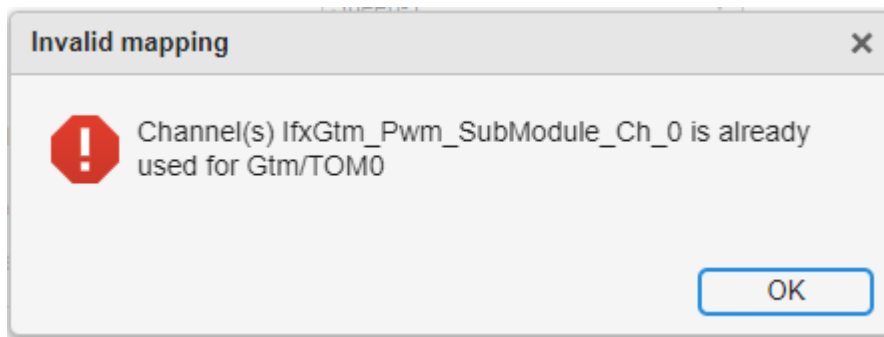 Invalid mapping
Channel(s) IfxGtm_Pwm_SubModule_Ch_0 is already
used for Gtm/TOM0
OK